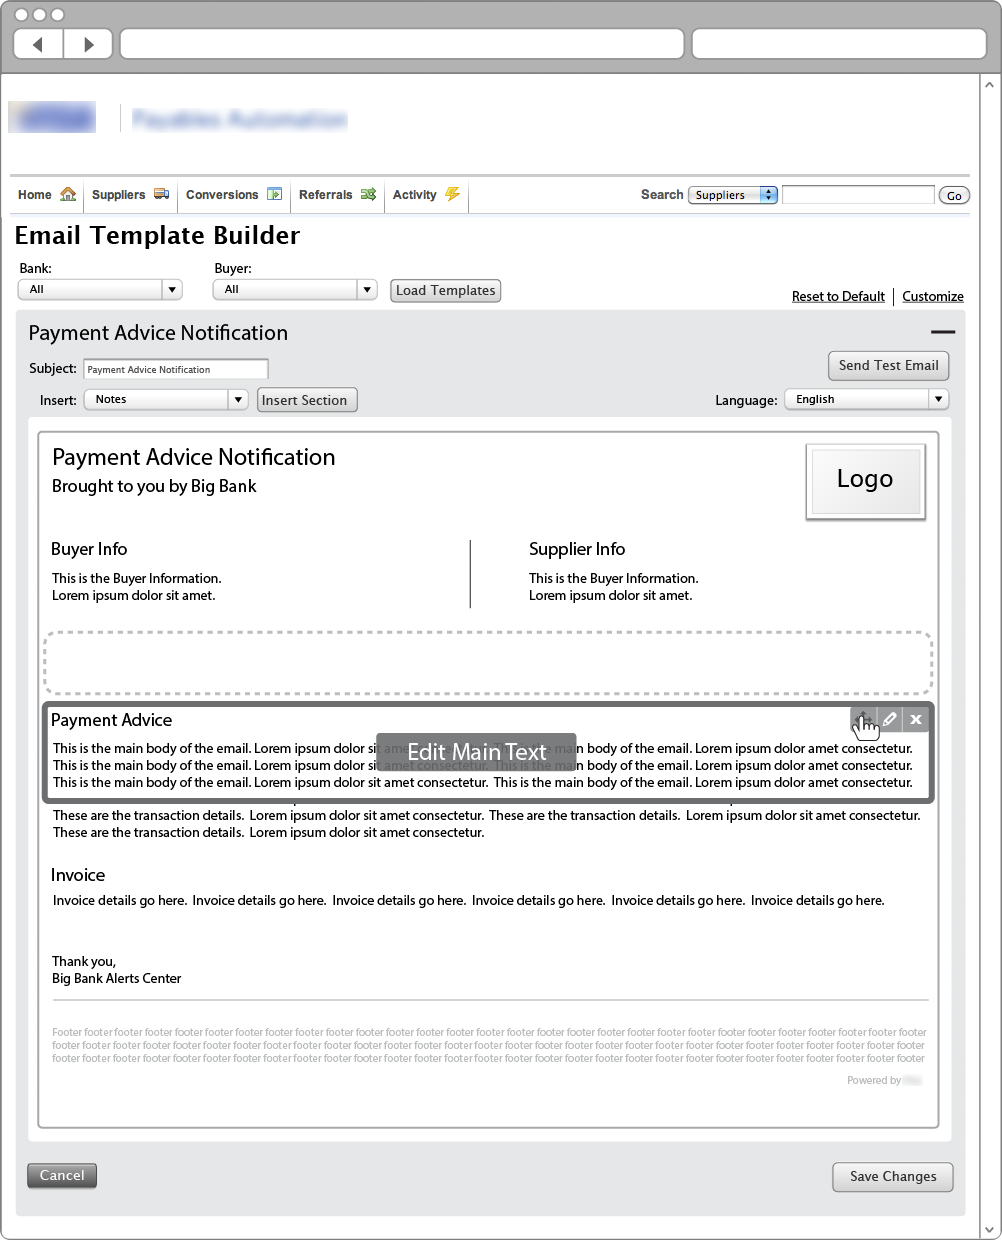 Home Suppliers Conversions Referrals Activity Search Suppliers Go
Email Template Builder
Bank: Buyer:
All All Load Templates
Reset to Default Customize
Payment Advice Notification
Subject: Payment Advice Notification Send Test Email
Insert: Notes Insert Section Language: English
Payment Advice Notification
Brought to you by Big Bank
Logo
Buyer Info
This is the Buyer Information.
Lorem ipsum dolor sit amet.
Supplier Info
This is the Buyer Information.
Lorem ipsum dolor sit amet.
Payment Advice
This is the main body of the email. Lorem ipsum dolor sit amet consectetur. This is the main body of the email. Lorem ipsum dolor amet consectetur.
Edit Main Text
This is the main body of the email. Lorem ipsum dolor sit amet consectetur. This is the main body of the email. Lorem ipsum dolor amet consectetur.
This is the main body of the email. Lorem ipsum dolor sit amet consectetur. This is the main body of the email. Lorem ipsum dolor amet consectetur.
These are the transaction details. Lorem ipsum dolor sit amet consectetur. These are the transaction details. Lorem ipsum dolor sit amet consectetur.
These are the transaction details. Lorem ipsum dolor sit amet consectetur.
Invoice
Invoice details go here. Invoice details go here. Invoice details go here. Invoice details go here. Invoice details go here. Invoice details go here.
Thank you,
Big Bank Alerts Center
Footer footer footer footer footer footer footer footer footer footer footer footer footer footer footer footer footer footer footer footer footer footer footer footer footer footer footer footer footer
footer footer footer footer footer footer footer footer footer footer footer footer footer footer footer footer footer footer footer footer footer footer footer footer footer footer footer footer footer
footer footer footer footer footer footer footer footer footer footer footer footer footer footer footer footer footer footer footer footer footer footer footer footer footer footer footer footer footer
Powered by
Cancel Save Changes